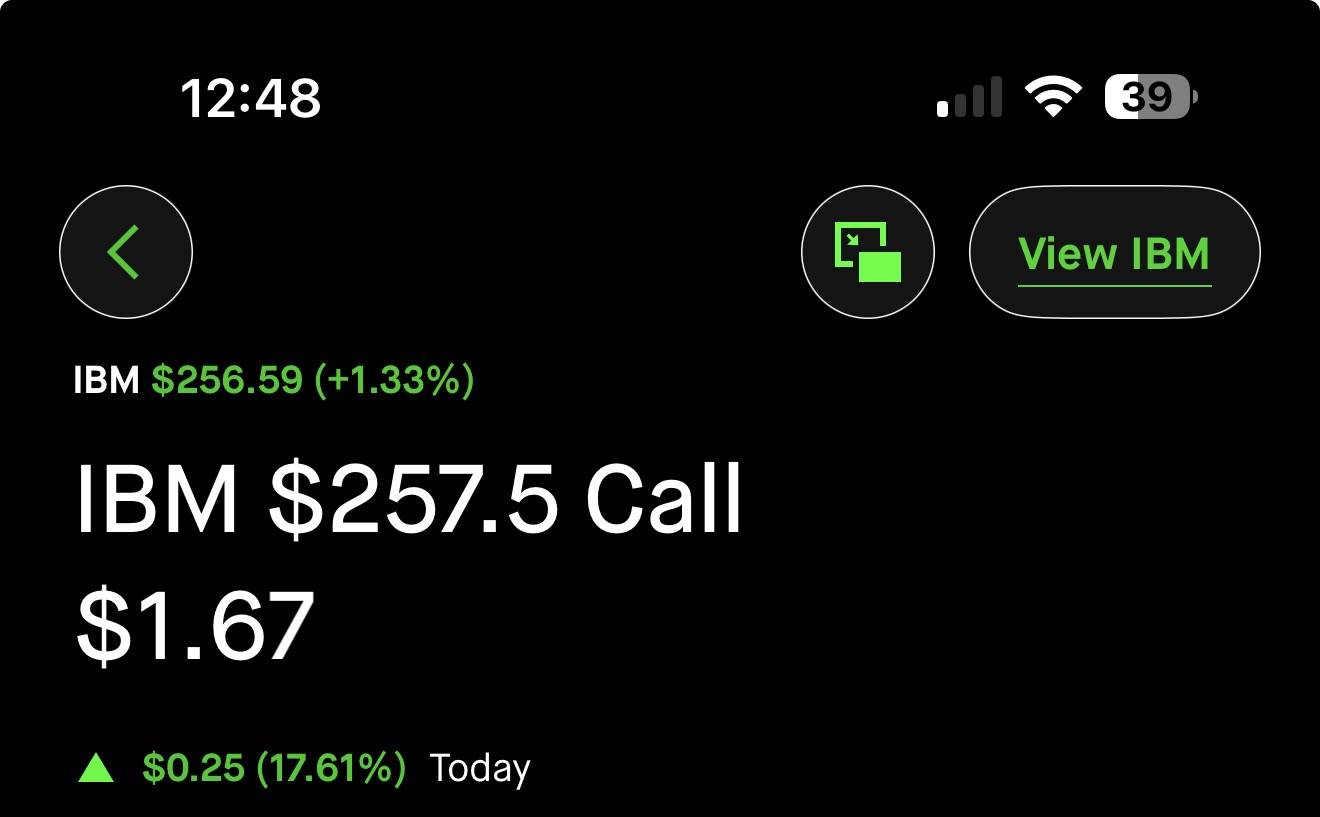 12:48 39
View IBM
IBM $256.59 (+1.33%)
IBM $257.5 Call
$1.67
$0.25 (17.61%) Today